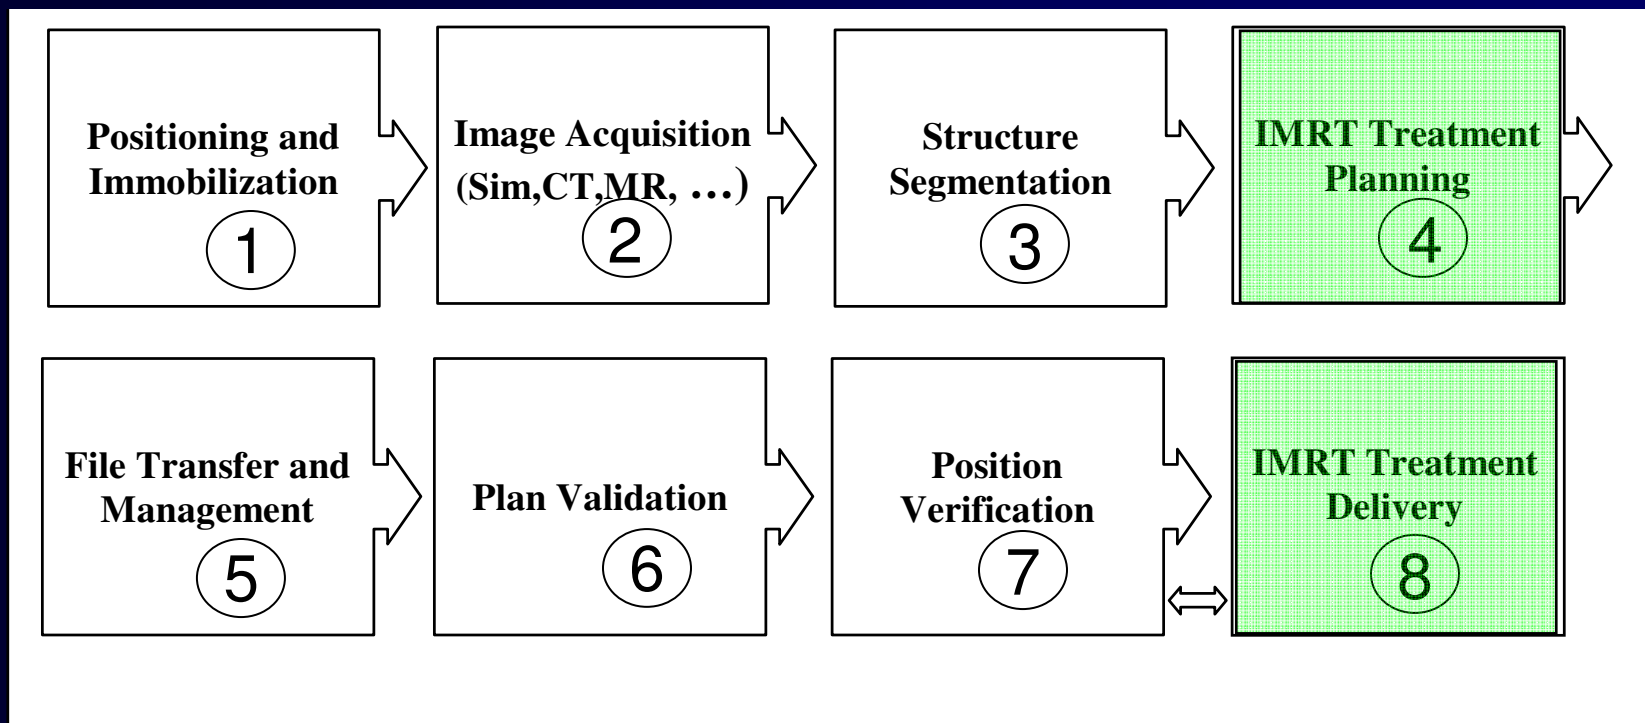 Positioning and
Immobilization
1
Image Acquisition
(Sim,CT,MR, …)
2
Structure
Segmentation
3
IMRT Treatment
Planning
4
File Transfer and
Management
5
Plan Validation
6
Position
Verification
7
IMRT Treatment
Delivery
8